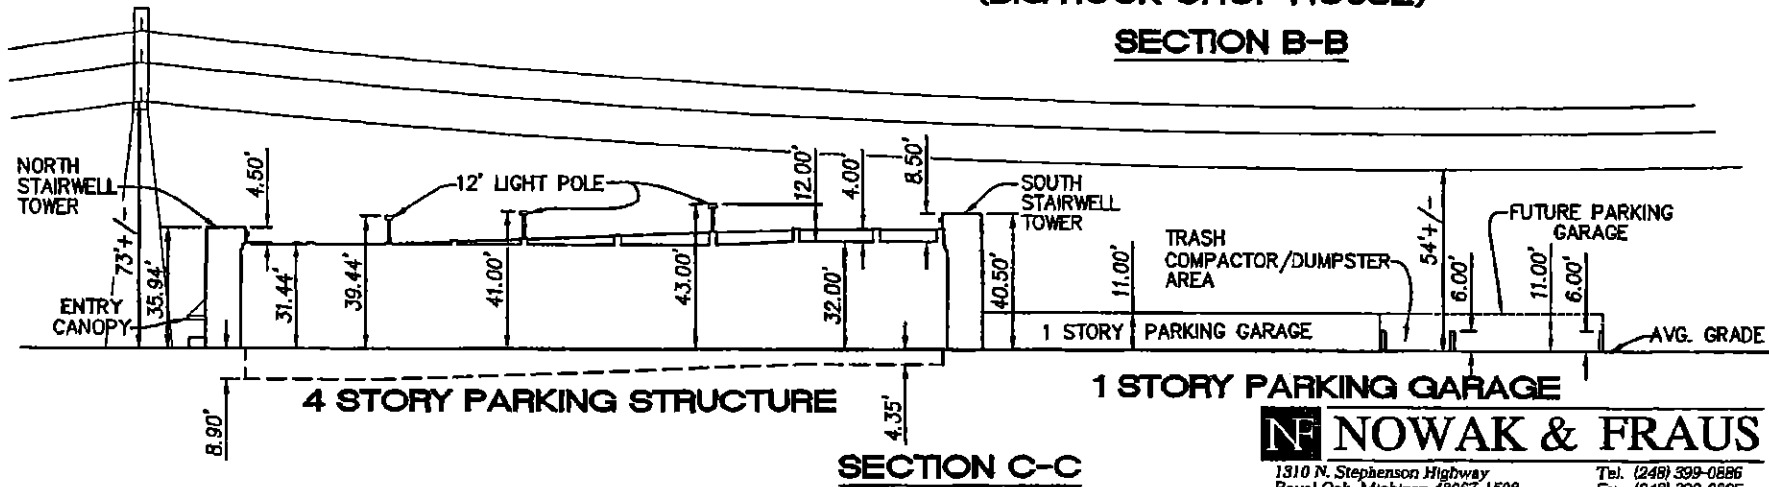 SECTION B-B
NORTH
STAIRWELL
TOWER
4.50'
12' LIGHT POLE
12.00'
4.00'
8.50'
SOUTH
STAIRWELL
TOWER
FUTURE PARKING
GARAGE
TRASH
COMPACTOR/DUMPSTER
AREA
73'+/-
35.94'
31.44'
39.44'
41.00'
43.00'
32.00'
40.50'
11.00'
54'+/-
6.00'
11.00'
6.00'
ENTRY
CANOPY
1 STORY PARKING GARAGE
AVG. GRADE
8.90'
4 STORY PARKING STRUCTURE
4.35'
1 STORY PARKING GARAGE
SECTION C-C
NF NOWAK & FRAUS
1310 N. Stephenson Highway
Tel. (248) 399-0886